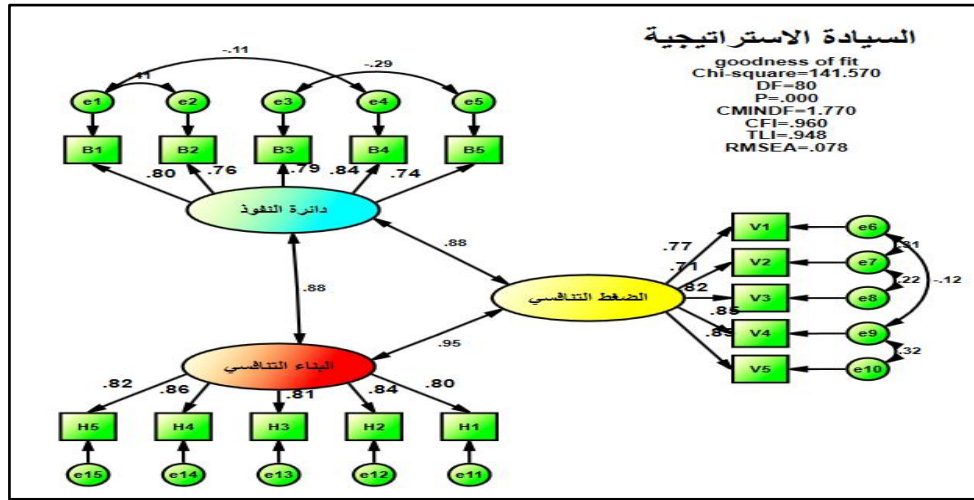 السيادة الاستراتيجية
goodness of fit
Chi-square=141.570
DF=80
P=.000
CMINDF=1.770
CFI=.960
TLI=.948
RMSEA=.078
-.11
-.29
e1 e2 e3 e4 e5
B1 B2 B3 B4 B5
.80 .76 .79 .84 .74
دائرة النفوذ
.88
.88
.95
الضغط التنافسي
.77
.71
.82
.85
V1 e6
V2 e7
V3 e8
V4 e9
V5 e10
.22
-.12
.32
البناء التنافسي
.82 .86 .81 .84 .80
H5 H4 H3 H2 H1
e15 e14 e13 e12 e11